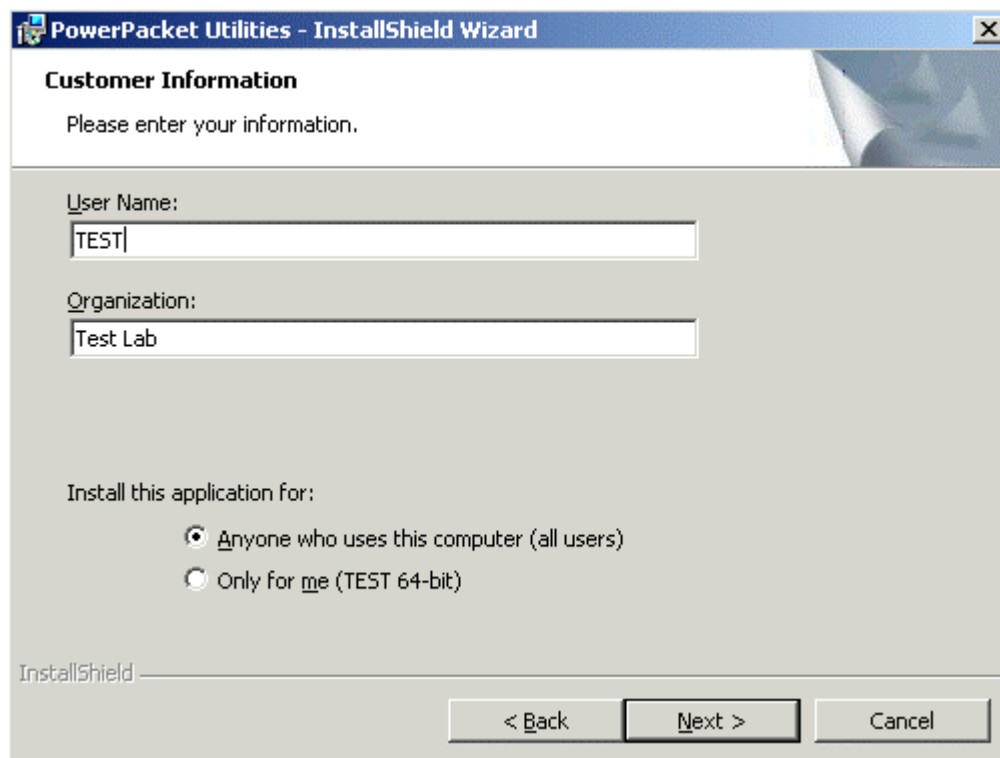 PowerPacket Utilities - InstallShield Wizard
Customer Information
Please enter your information.
User Name:
TEST
Organization:
Test Lab
Install this application for:
Anyone who uses this computer (all users)
Only for me (TEST 64-bit)
InstallShield
< Back Next > Cancel